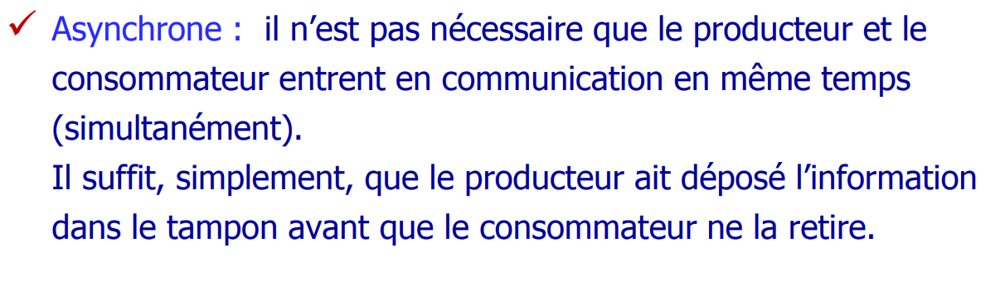 ✓ Asynchrone : il n’est pas nécessaire que le producteur et le
consommateur entrent en communication en même temps
(simultanément).
Il suffit, simplement, que le producteur ait déposé l’information
dans le tampon avant que le consommateur ne la retire.